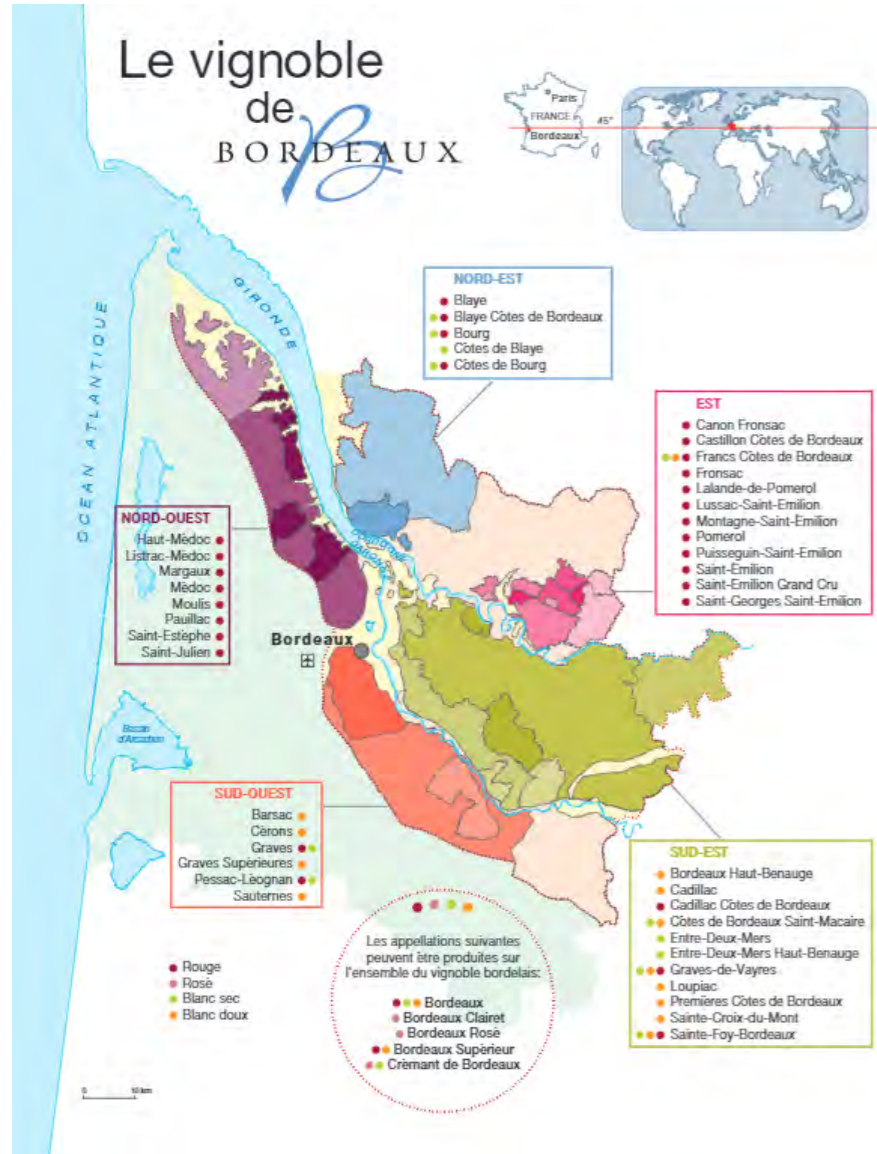 Le vignoble
de
B
BORDEAUX
Paris
FRANCE
Bordeaux
45°
OCEAN ATLANTIQUE
GIRONDE
DORDOGNE
GARONNE
Bordeaux
Bassin
d'Arcachon
NORD-EST
Blaye
Blaye Côtes de Bordeaux
Bourg
Côtes de Blaye
Côtes de Bourg
EST
Canon Fronsac
Castillon Côtes de Bordeaux
Francs Côtes de Bordeaux
Fronsac
Lalande-de-Pomerol
Lussac-Saint-Emilion
Montagne-Saint-Emilion
Pomerol
Puisseguin-Saint-Emilion
Saint-Emilion
Saint-Emilion Grand Cru
Saint-Georges Saint-Emilion
NORD-OUEST
Haut-Médoc
Listrac-Médoc
Margaux
Médoc
Moulis
Pauillac
Saint-Estèphe
Saint-Julien
SUD-OUEST
Barsac
Cérons
Graves
Graves Supérieures
Pessac-Léognan
Sauternes
SUD-EST
Bordeaux Haut-Benauge
Cadillac
Cadillac Côtes de Bordeaux
Côtes de Bordeaux Saint-Macaire
Entre-Deux-Mers
Entre-Deux-Mers Haut-Benauge
Graves-de-Vayres
Loupiac
Premières Côtes de Bordeaux
Sainte-Croix-du-Mont
Sainte-Foy-Bordeaux
Les appellations suivantes
peuvent être produites sur
l'ensemble du vignoble bordelais:
Bordeaux
Bordeaux Clairet
Bordeaux Rosé
Bordeaux Supérieur
Crémant de Bordeaux
Rouge
Rosé
Blanc sec
Blanc doux
0 10 km